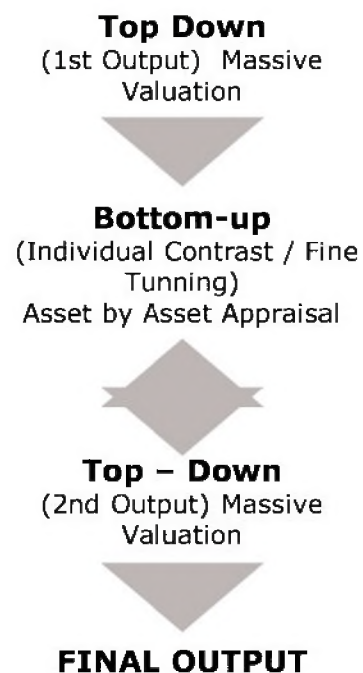 Top Down
(1st Output) Massive
Valuation
Bottom-up
(Individual Contrast / Fine
Tunning)
Asset by Asset Appraisal
Top – Down
(2nd Output) Massive
Valuation
FINAL OUTPUT